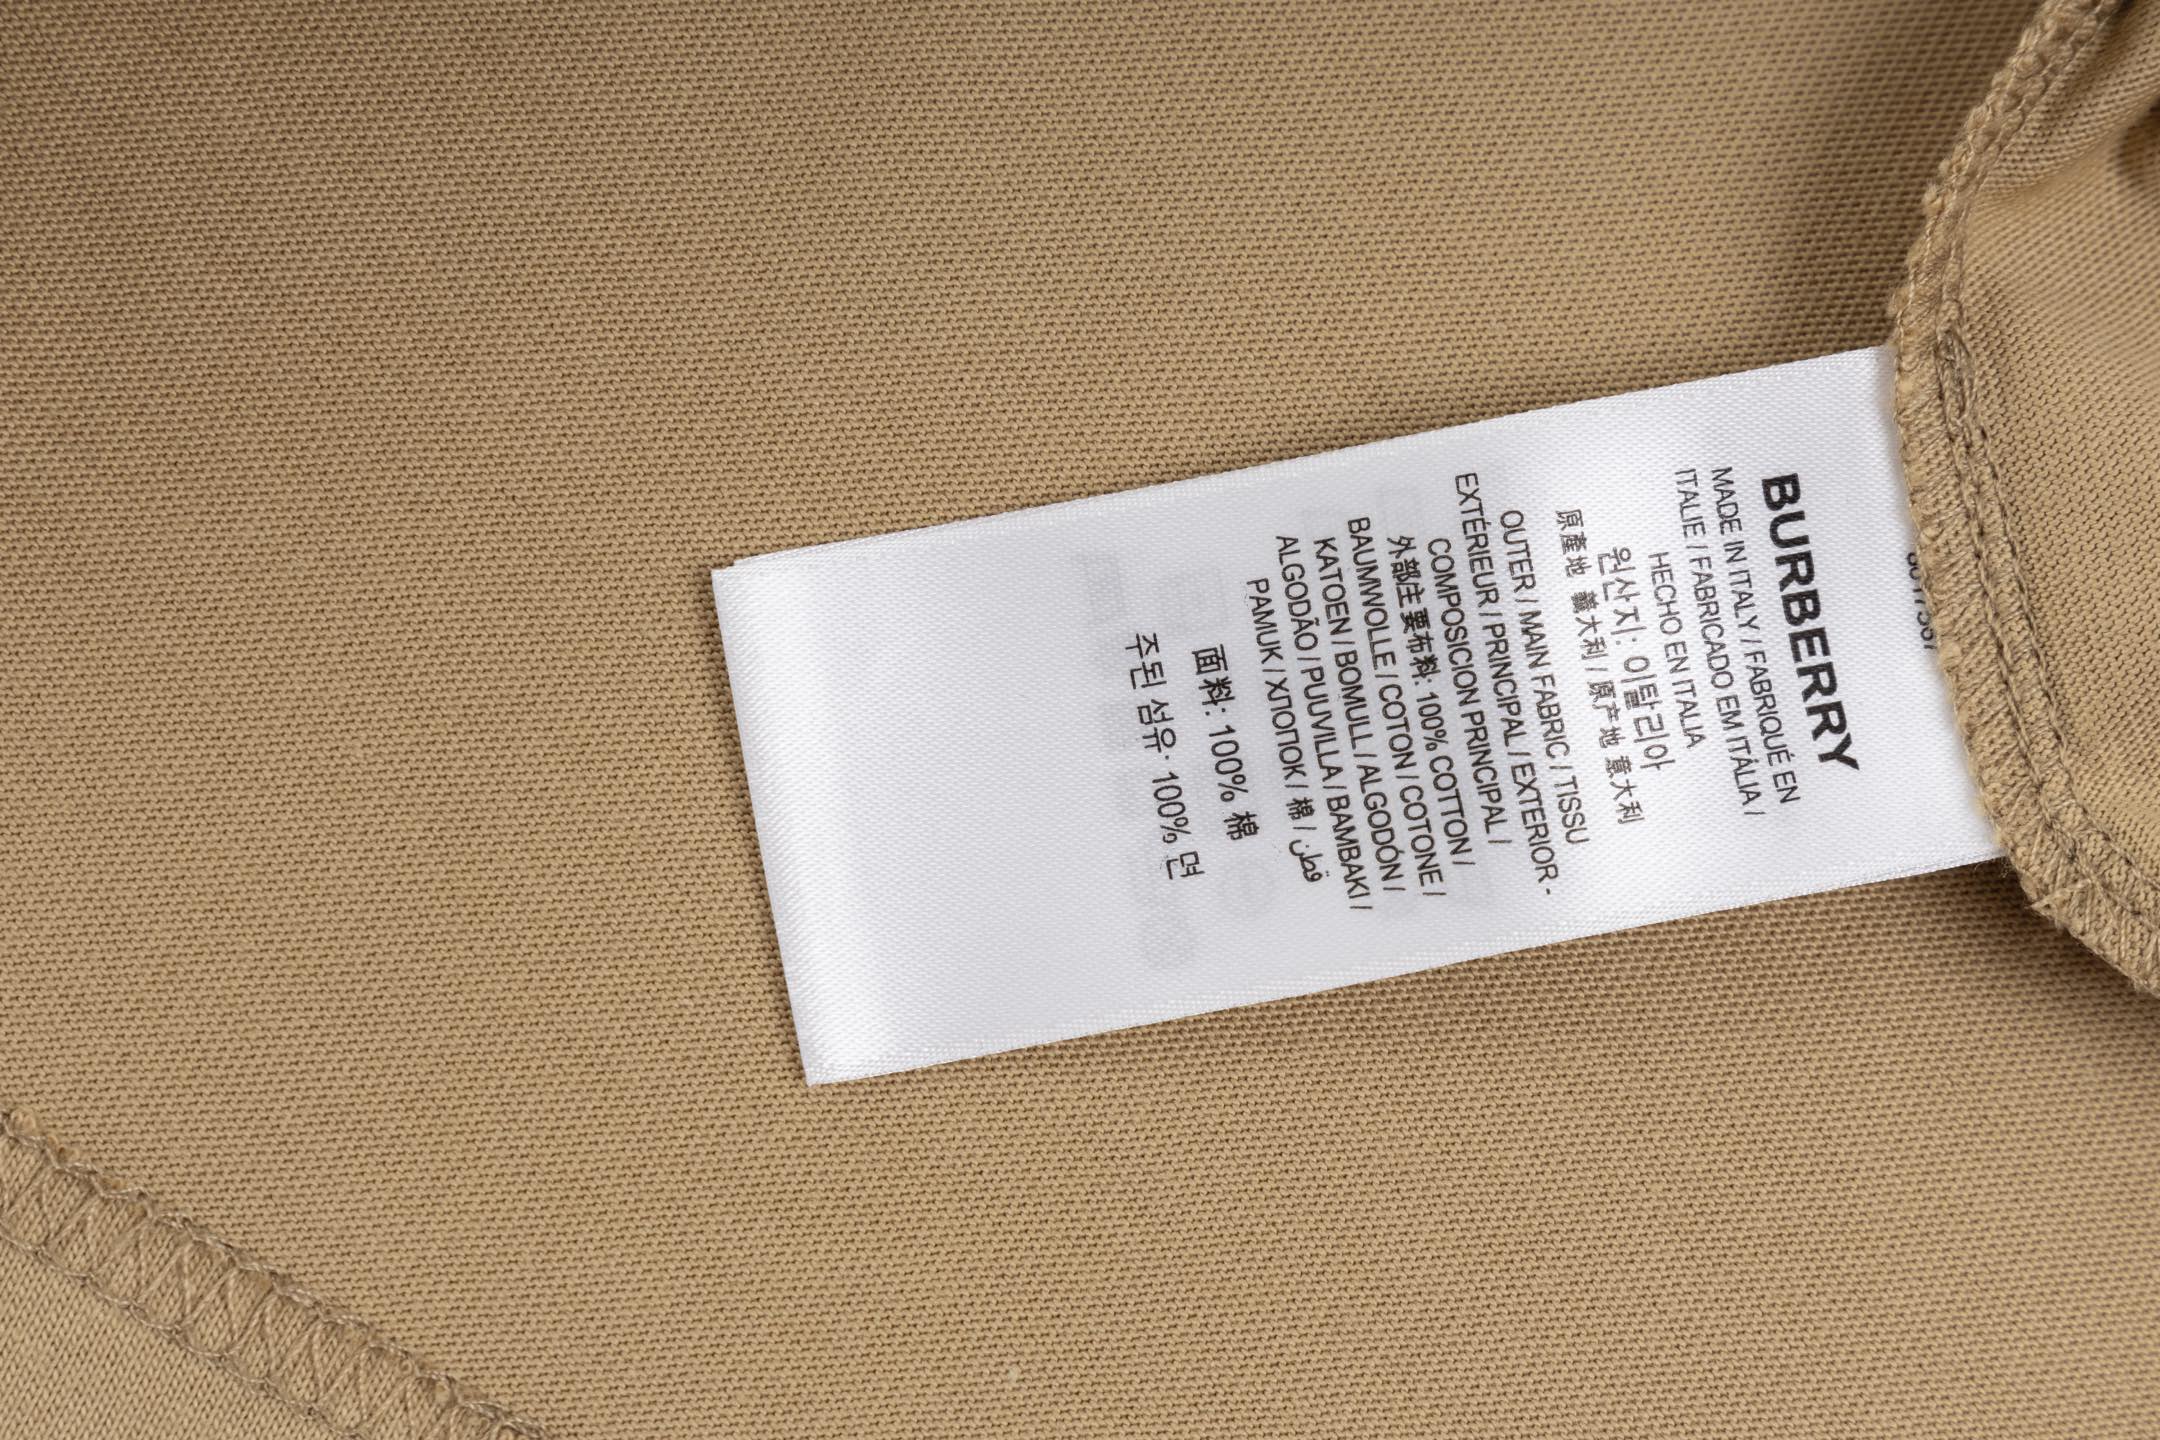 BURBERRY
MADE IN ITALY / FABRIQUÉ EN
ITALIE / FABRICADO EM ITÁLIA /
HECHO EN ITALIA
원산지: 이탈리아
原產地 義大利 / 原产地 意大利
OUTER / MAIN FABRIC / TISSU
EXTÉRIEUR / PRINCIPAL / EXTERIOR -
COMPOSICION PRINCIPAL /
外部主要布料: 100% COTTON /
BAUMWOLLE / COTON / COTONE /
KATOEN / BOMULL / ALGODÓN /
ALGODÃO / PUUVILLA / BAMBAKI /
PAMUK / ХЛОПОК / 棉 / قطن
面料: 100% 棉
주된 섬유: 100% 면